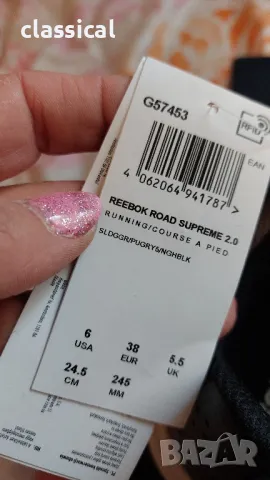 classical
G57453
RFID
EAN
4 062064 941787 >
REEBOK ROAD SUPREME 2.0
RUNNING/COURSE A PIED
SLDGGR/PUGRY5/NGHBLK
6 38 5.5
USA EUR UK
24.5 245
CM MM
BAZAR